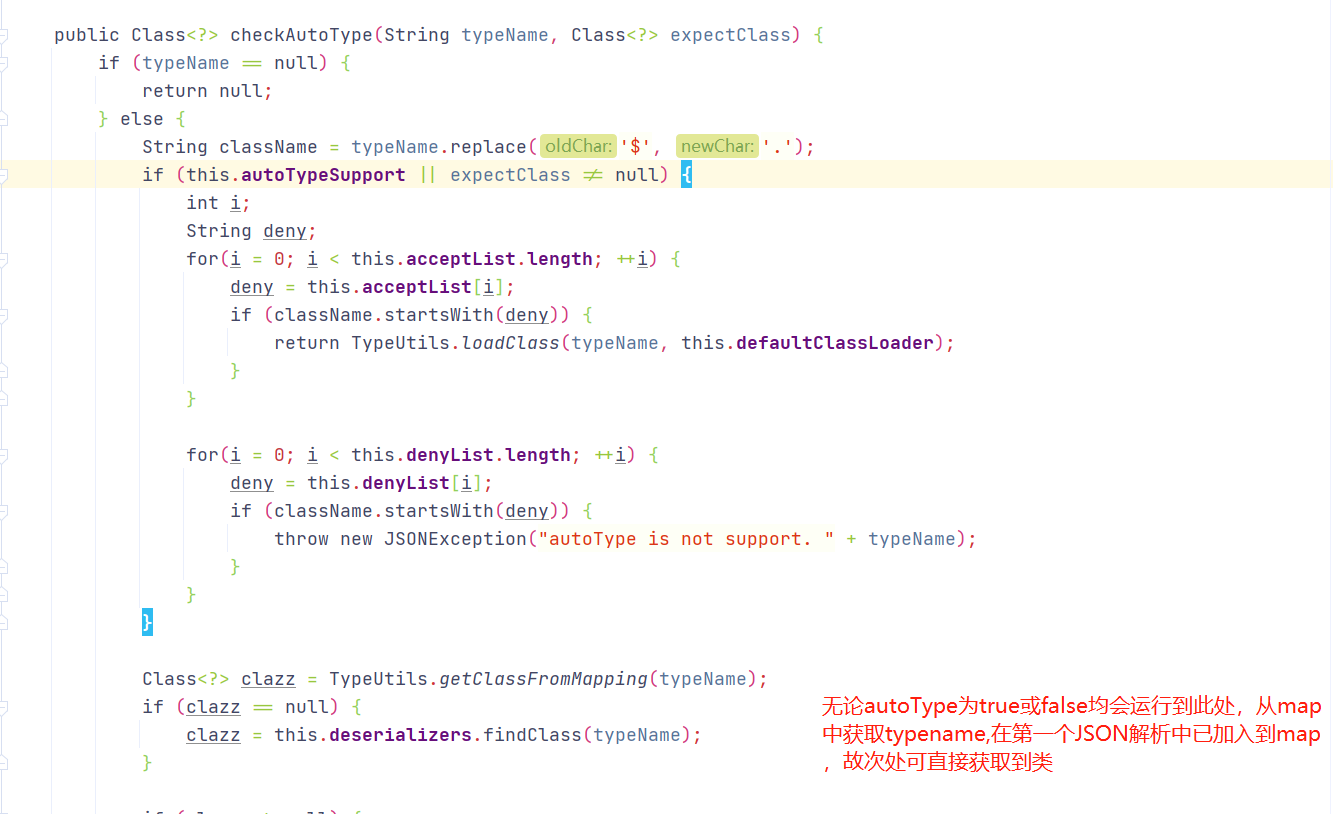 public Class<?> checkAutoType(String typeName, Class<?> expectClass) {
if (typeName == null) {
return null;
} else {
String className = typeName.replace( oldChar: '$', newChar: '.');
if (this.autoTypeSupport || expectClass != null) {
int i;
String deny;
for(i = 0; i < this.acceptList.length; ++i) {
deny = this.acceptList[i];
if (className.startsWith(deny)) {
return TypeUtils.loadClass(typeName, this.defaultClassLoader);
}
}
for(i = 0; i < this.denyList.length; ++i) {
deny = this.denyList[i];
if (className.startsWith(deny)) {
throw new JSONException("autoType is not support. " + typeName);
}
}
}
Class<?> clazz = TypeUtils.getClassFromMapping(typeName);
if (clazz == null) {
clazz = this.deserializers.findClass(typeName);
}
无论autoType为true或false均会运行到此处，从map
中获取typename,在第一个JSON解析中已加入到map
，故次处可直接获取到类